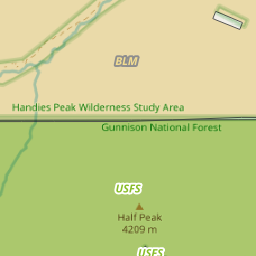 BLM
Handies Peak Wilderness Study Area
Gunnison National Forest
USFS
Half Peak
4209 m
USFS